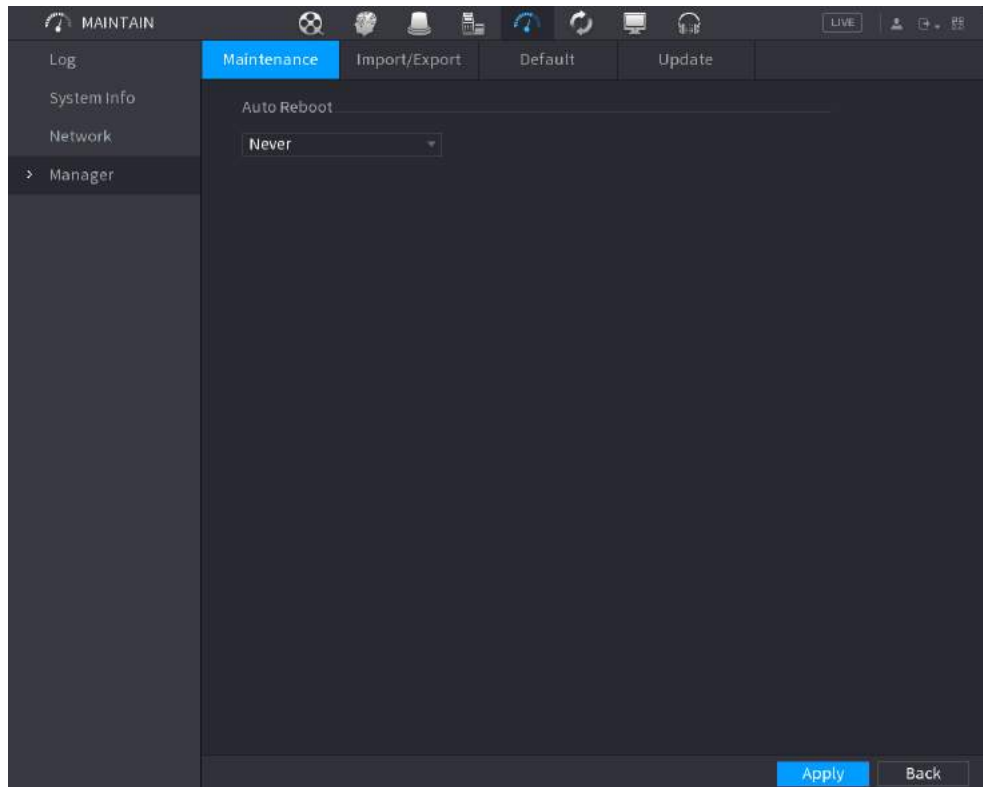 MAINTAIN
LIVE
Log
System Info
Network
Manager
Maintenance Import/Export Default Update
Auto Reboot
Never
Apply Back